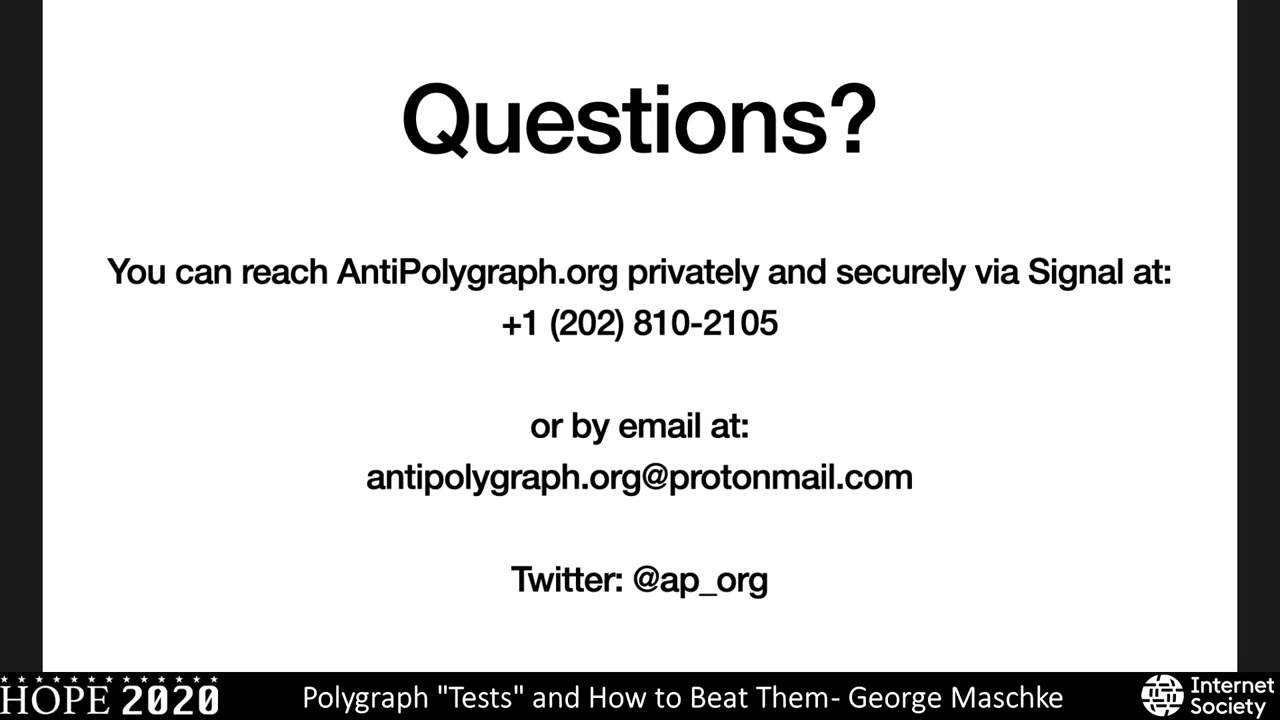 Questions?
You can reach AntiPolygraph.org privately and securely via Signal at:
+1 (202) 810-2105
or by email at:
antipolygraph.org@protonmail.com
Twitter: @ap_org
HOPE 2020
Polygraph "Tests" and How to Beat Them- George Maschke
Internet
Society